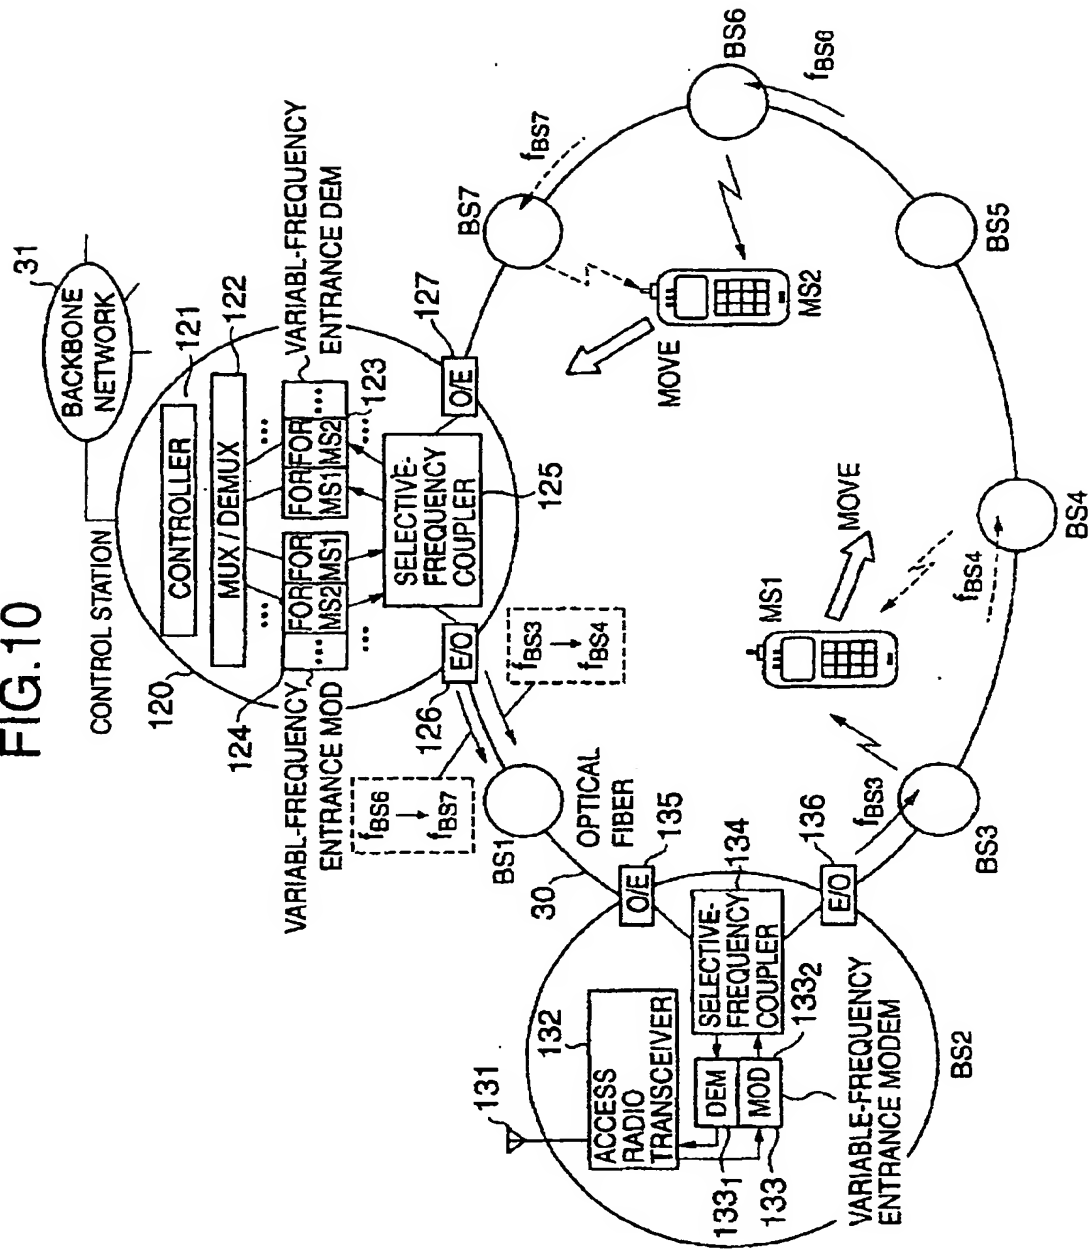 FIG.10
CONTROL STATION
BACKBONE
NETWORK
31
120
CONTROLLER
121
MUX / DEMUX
122
...
...
VARIABL-FREQUENCY
ENTRANCE DEM
124
...
FOR
MS2
FOR
MS1
FOR
MS1
FOR
MS2
...
123
VARIABL-FREQUENCY
ENTRANCE MOD
...
...
SELECTIVE-
FREQUENCY
COUPLER
125
126
E/O
O/E
127
fBS6 → fBS7
fBS3 → fBS4
BS1
OPTICAL
FIBER
30
O/E
135
BS7
fBS7
BS6
fBS6
MOVE
MS2
BS5
131
132
ACCESS
RADIO
TRANSCEIVER
SELECTIVE-
FREQUENCY
COUPLER
134
DEM
MOD
133₁
133
133₂
VARIABLE-FREQUENCY
ENTRANCE MODEM
BS2
E/O
136
fBS3
BS3
MS1
MOVE
fBS4
BS4